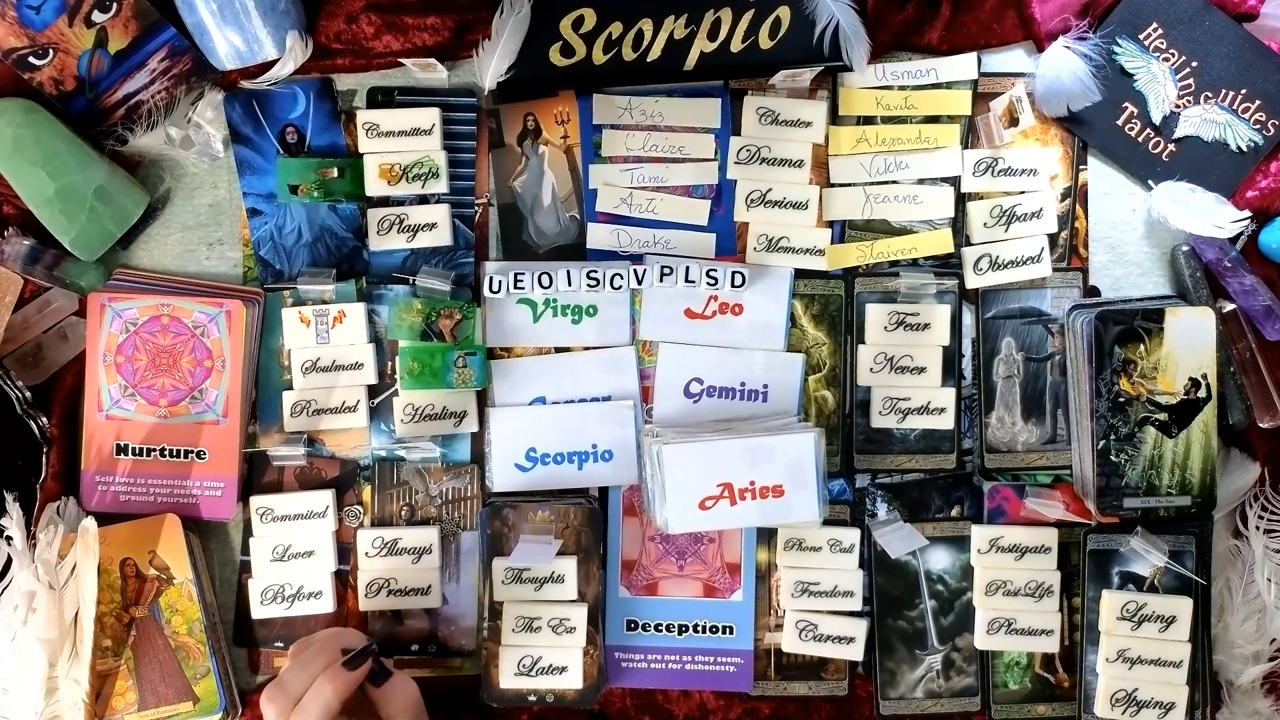 Scorpio
Healing
Guides
Tarot
Usman
Kavita
Alexander
Vikki
Jeanne
Staiven
Claire
Tami
Arti
Drake
Committed
Keeps
Player
Cheater
Drama
Serious
Memories
Return
Apart
Obsessed
UEOISCVPLSD
Virgo
Leo
Cancer
Gemini
Scorpio
Aries
Soulmate
Revealed
Healing
Fear
Never
Together
Nurture
Self love is essential; a time
to address your needs and
ground yourself.
XIX - The Sun
Commited
Lover
Before
Always
Present
Thoughts
The Ex
Later
Deception
Things are not as they seem,
watch out for dishonesty.
Phone Call
Freedom
Career
Instigate
Past Life
Pleasure
Lying
Important
Spying